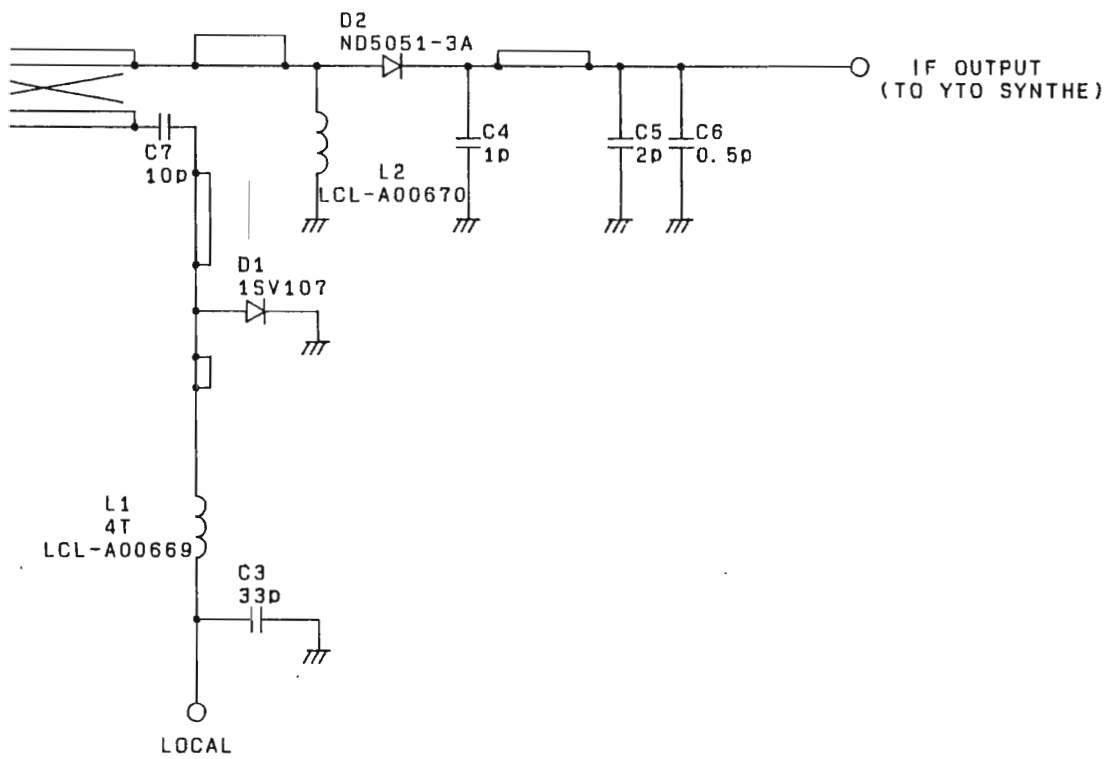 D2
ND5051-3A
IF OUTPUT
(TO YTO SYNTHE)
C7
10p
L2
LCL-A00670
C4
1p
C5
2p
C6
0.5p
D1
1SV107
L1
4T
LCL-A00669
C3
33p
LOCAL